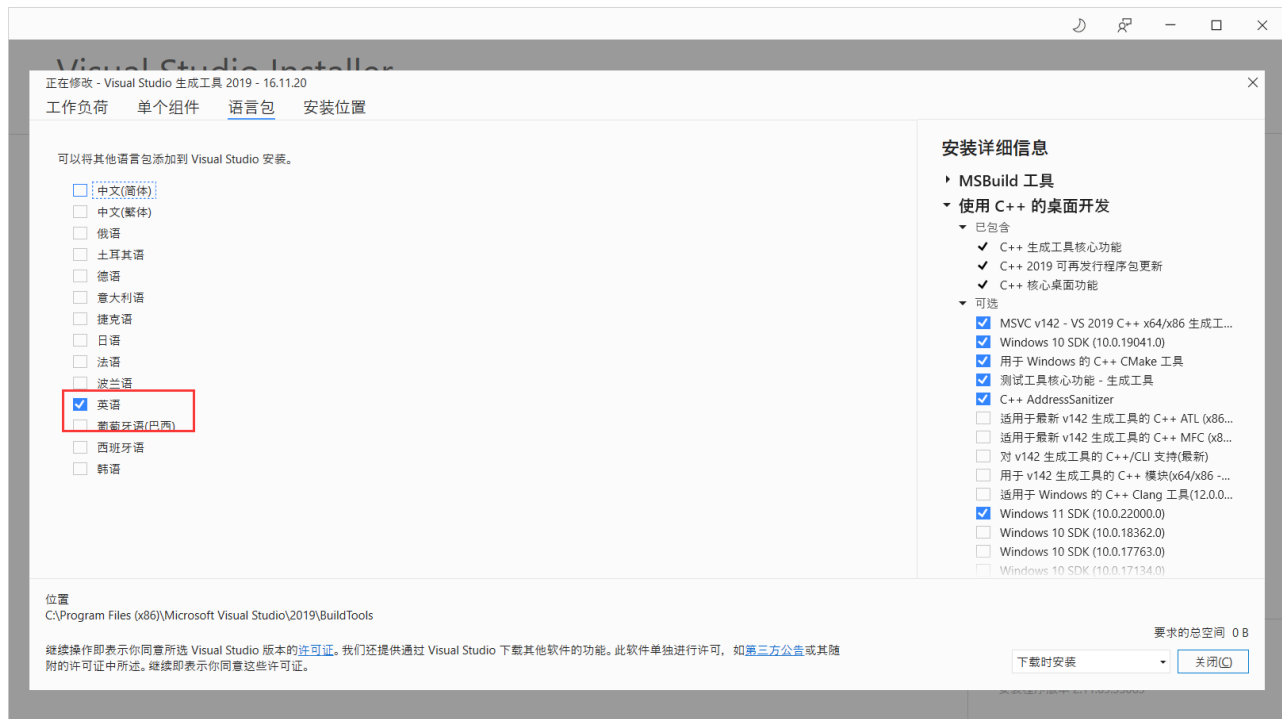 Visual Studio Installer
正在修改 - Visual Studio 生成工具 2019 - 16.11.20
工作负荷 单个组件 语言包 安装位置
可以将其他语言包添加到 Visual Studio 安装。
中文(简体)
中文(繁体)
俄语
土耳其语
德语
意大利语
捷克语
日语
法语
波兰语
英语
葡萄牙语(巴西)
西班牙语
韩语
安装详细信息
MSBuild 工具
使用 C++ 的桌面开发
已包含
C++ 生成工具核心功能
C++ 2019 可再发行程序包更新
C++ 核心桌面功能
可选
MSVC v142 - VS 2019 C++ x64/x86 生成工...
Windows 10 SDK (10.0.19041.0)
用于 Windows 的 C++ CMake 工具
测试工具核心功能 - 生成工具
C++ AddressSanitizer
适用于最新 v142 生成工具的 C++ ATL (x86...
适用于最新 v142 生成工具的 C++ MFC (x8...
对 v142 生成工具的 C++/CLI 支持(最新)
用于 v142 生成工具的 C++ 模块(x64/x86 -...
适用于 Windows 的 C++ Clang 工具(12.0.0...
Windows 11 SDK (10.0.22000.0)
Windows 10 SDK (10.0.18362.0)
Windows 10 SDK (10.0.17763.0)
Windows 10 SDK (10.0.17134.0)
位置
C:\Program Files (x86)\Microsoft Visual Studio\2019\BuildTools
要求的总空间 0 B
继续操作即表示你同意所选 Visual Studio 版本的许可证。我们还提供通过 Visual Studio 下载其他软件的功能。此软件单独进行许可，如第三方公告或其随
附的许可证中所述。继续即表示你同意这些许可证。
下载时安装
关闭(C)